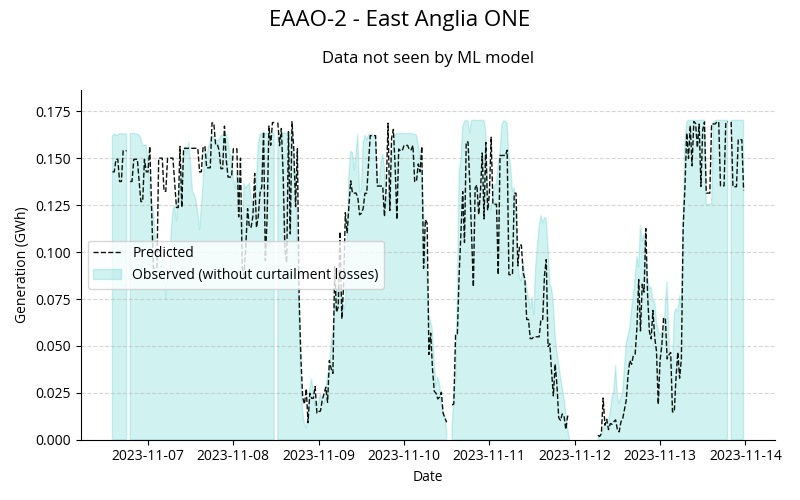 EAAO-2 - East Anglia ONE
Data not seen by ML model
0.175
0.150
0.125
0.100
0.075
0.050
0.025
0.000
Generation (GWh)
Predicted
Observed (without curtailment losses)
2023-11-07 2023-11-08 2023-11-09 2023-11-10 2023-11-11 2023-11-12 2023-11-13 2023-11-14
Date